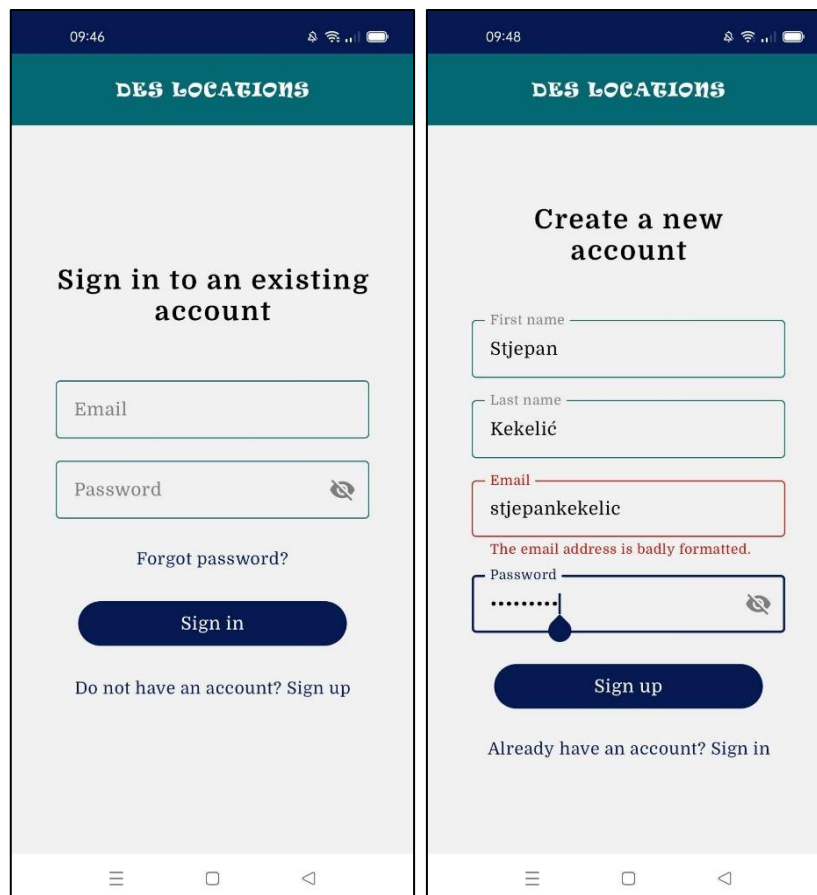 09:46
DES LOCATIONS
Sign in to an existing
account
Email
Password
Forgot password?
Sign in
Do not have an account? Sign up
09:48
DES LOCATIONS
Create a new
account
First name
Stjepan
Last name
Kekelić
Email
stjepankekelic
The email address is badly formatted.
Password
•••••••••
Sign up
Already have an account? Sign in